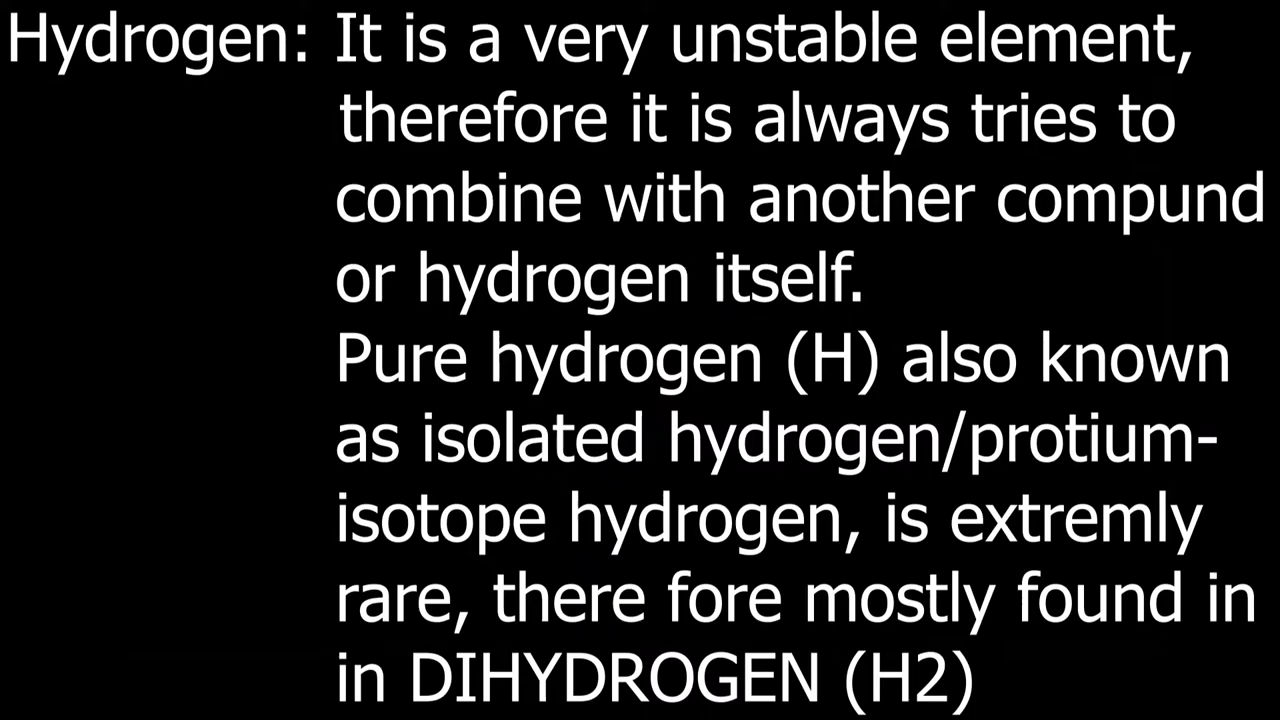 Hydrogen: It is a very unstable element,
therefore it is always tries to
combine with another compund
or hydrogen itself.
Pure hydrogen (H) also known
as isolated hydrogen/protium-
isotope hydrogen, is extremly
rare, there fore mostly found in
in DIHYDROGEN (H2)